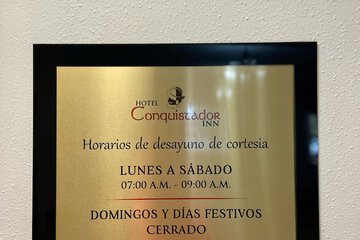 HOTEL
Conquistador
INN
Horarios de desayuno de cortesia
LUNES A SÁBADO
07:00 A.M. - 09:00 A.M.
DOMINGOS Y DÍAS FESTIVOS
CERRADO